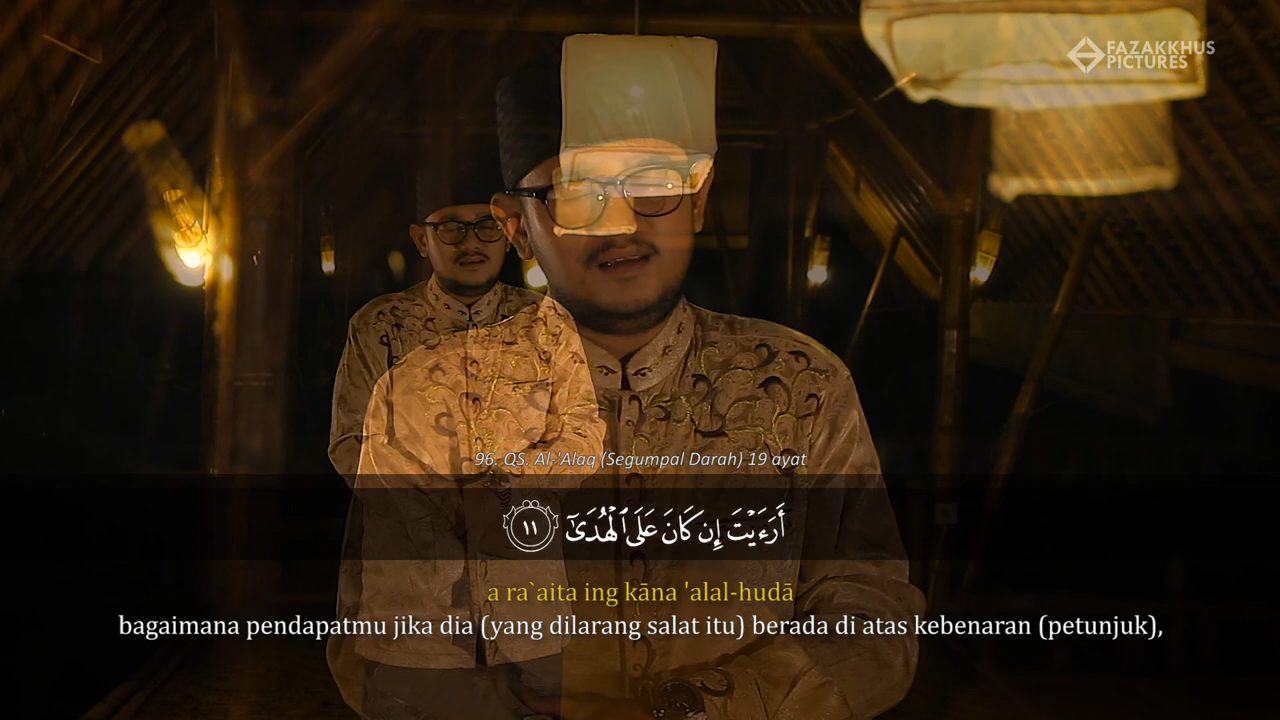 FAZAKKHUS
PICTURES
96. QS. Al-'Alaq (Segumpal Darah) 19 ayat
أَرَءَيْتَ إِن كَانَ عَلَى ٱلْهُدَىٰٓ ١١
a ra`aita ing kāna 'alal-hudā
bagaimana pendapatmu jika dia (yang dilarang salat itu) berada di atas kebenaran (petunjuk),